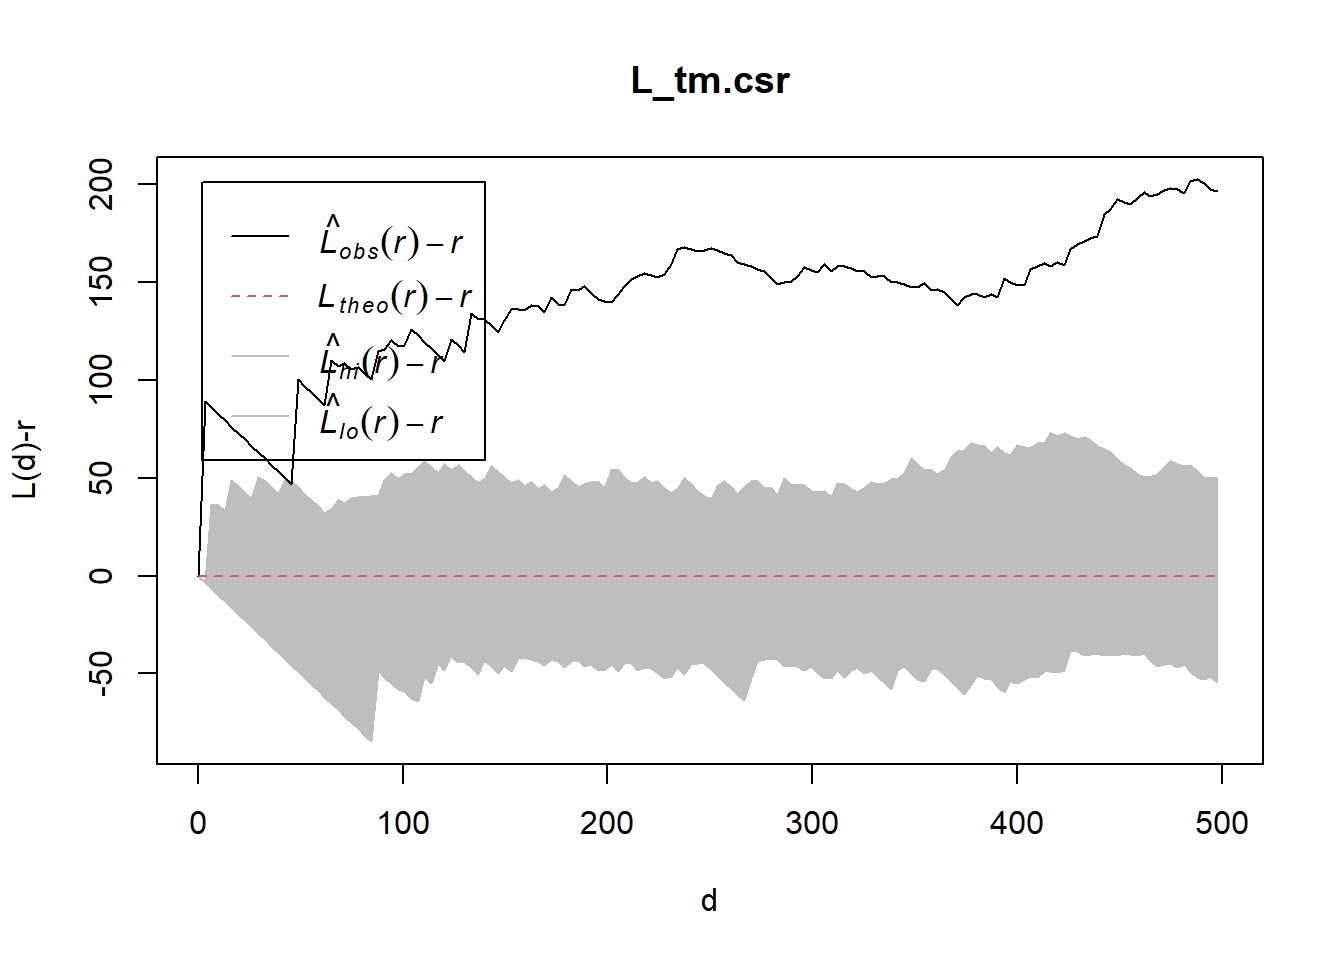 L_tm.csr
200
150
100
50
0
-50
L(d)-r
L̂obs(r) − r
Ltheo(r) − r
L̂hi(r) − r
L̂lo(r) − r
0 100 200 300 400 500
d